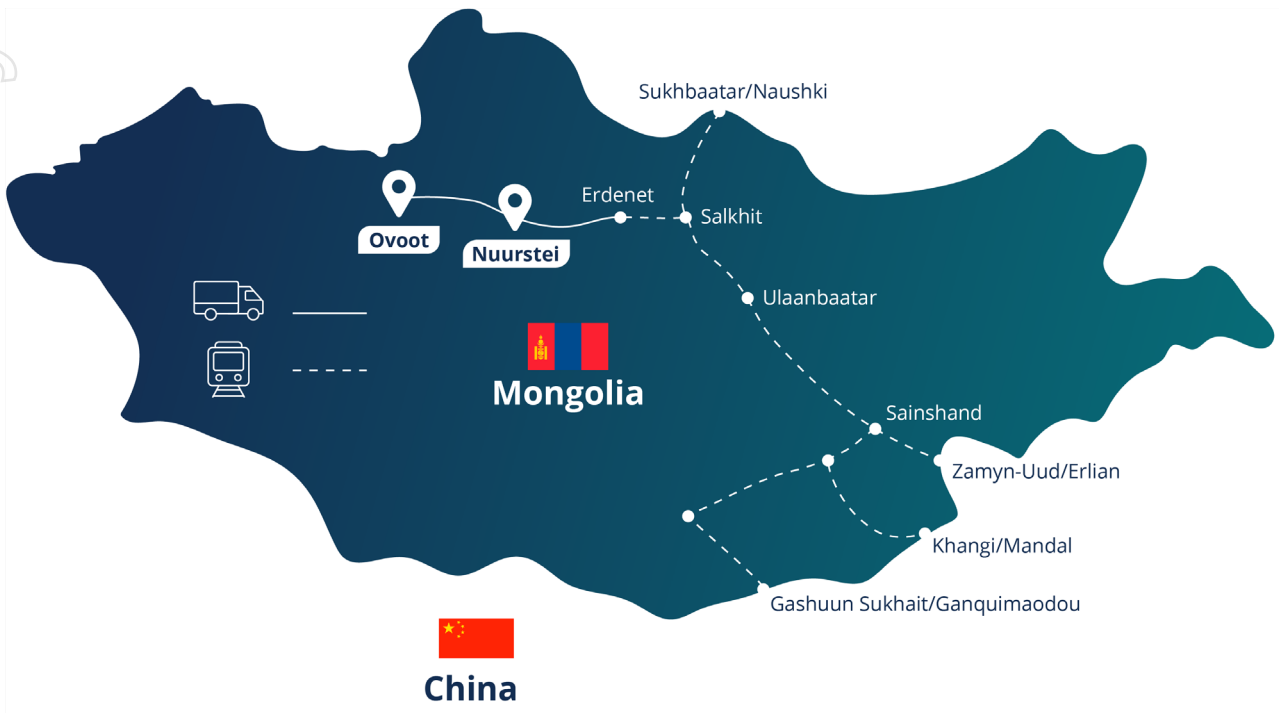 Sukhbaatar/Naushki
Erdenet
Salkhit
Ovoot
Nuurstei
Ulaanbaatar
Mongolia
Sainshand
Zamyn-Uud/Erlian
Khangi/Mandal
Gashuun Sukhait/Ganquimaodou
China